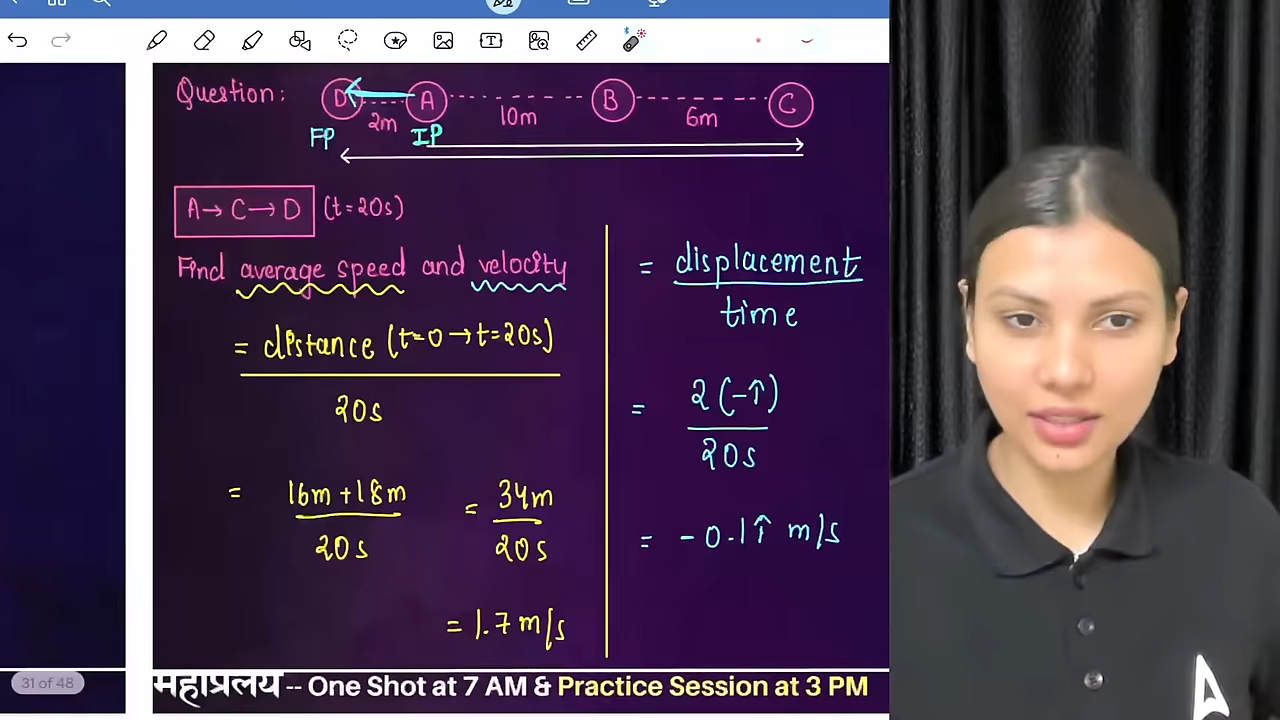 Question: D A B C
2m 10m 6m
FP IP
A→ C→ D (t=20s)
Find average speed and velocity
= distance (t=0→t=20s)
20s
= 16m+18m = 34m
20s 20s
= 1.7 m/s
= displacement
time
= 2(-î)
20s
= -0.1î m/s
31 of 48
महाप्रलय -- One Shot at 7 AM & Practice Session at 3 PM